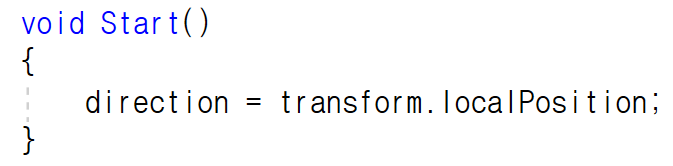 void Start()
{
    direction = transform.localPosition;
}